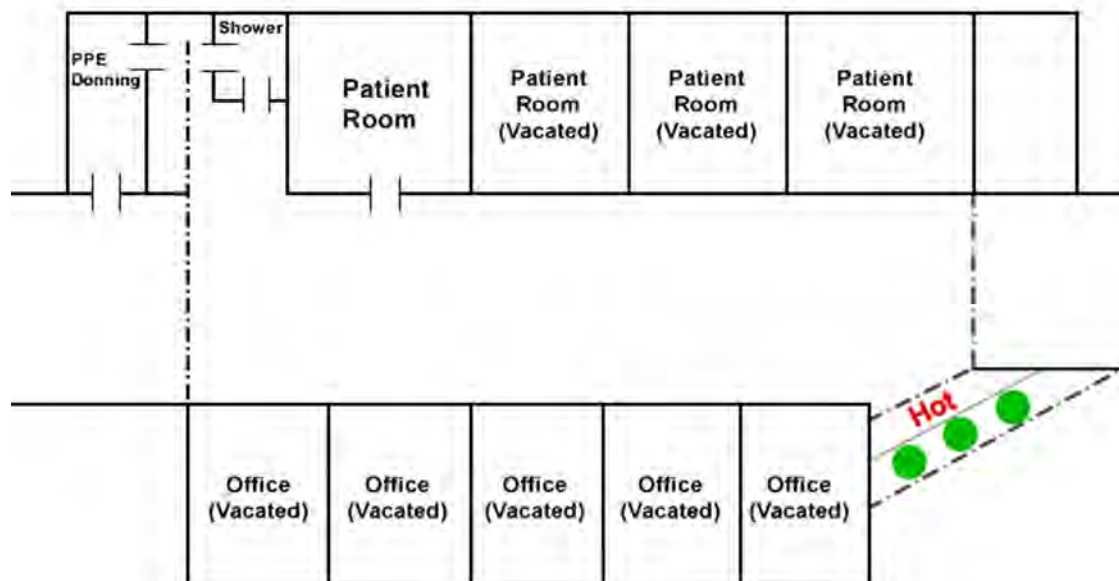 Shower
PPE
Donning
Patient
Room
Patient
Room
(Vacated)
Patient
Room
(Vacated)
Patient
Room
(Vacated)
Hot
Office
(Vacated)
Office
(Vacated)
Office
(Vacated)
Office
(Vacated)
Office
(Vacated)